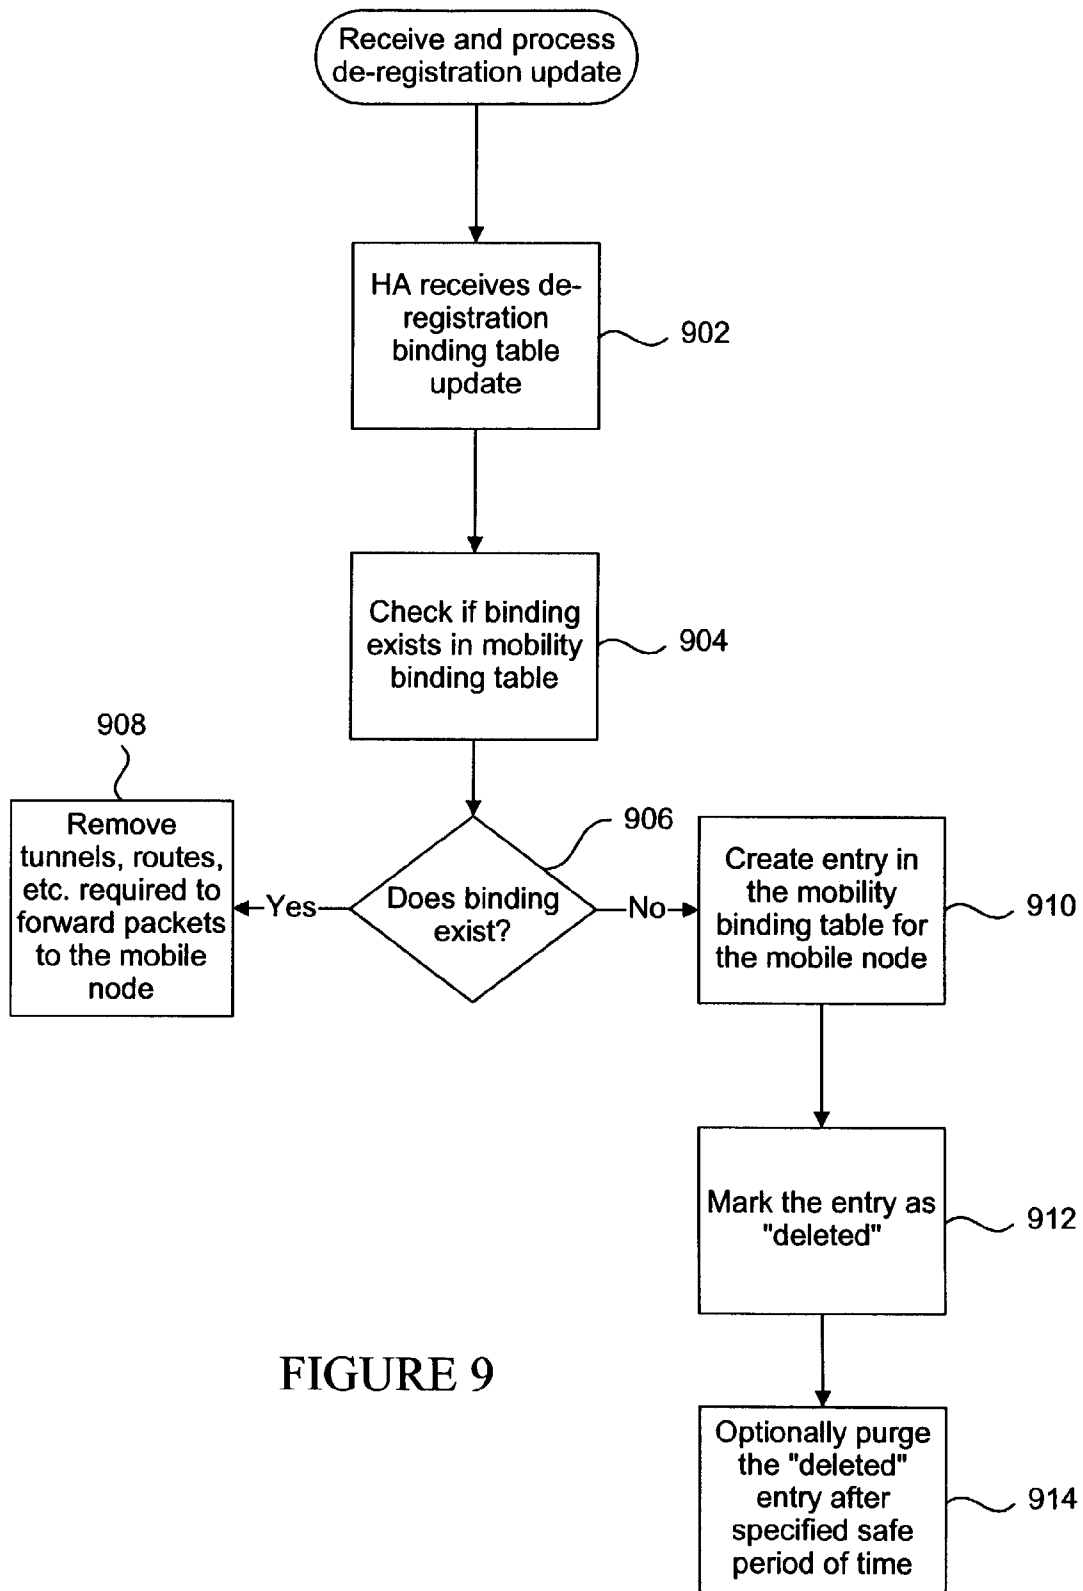 Receive and process
de-registration update
HA receives de-
registration
binding table
update
902
Check if binding
exists in mobility
binding table
904
908
Remove
tunnels, routes,
etc. required to
forward packets
to the mobile
node
Yes
Does binding
exist?
906
No
Create entry in
the mobility
binding table for
the mobile node
910
Mark the entry as
"deleted"
912
FIGURE 9
Optionally purge
the "deleted"
entry after
specified safe
period of time
914